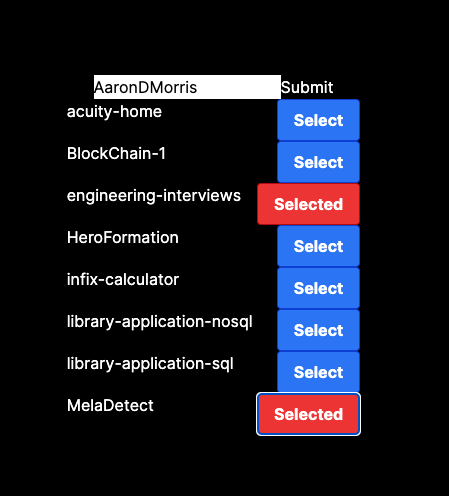 AaronDMorris Submit
acuity-home Select
BlockChain-1 Select
engineering-interviews Selected
HeroFormation Select
infix-calculator Select
library-application-nosql Select
library-application-sql Select
MelaDetect Selected